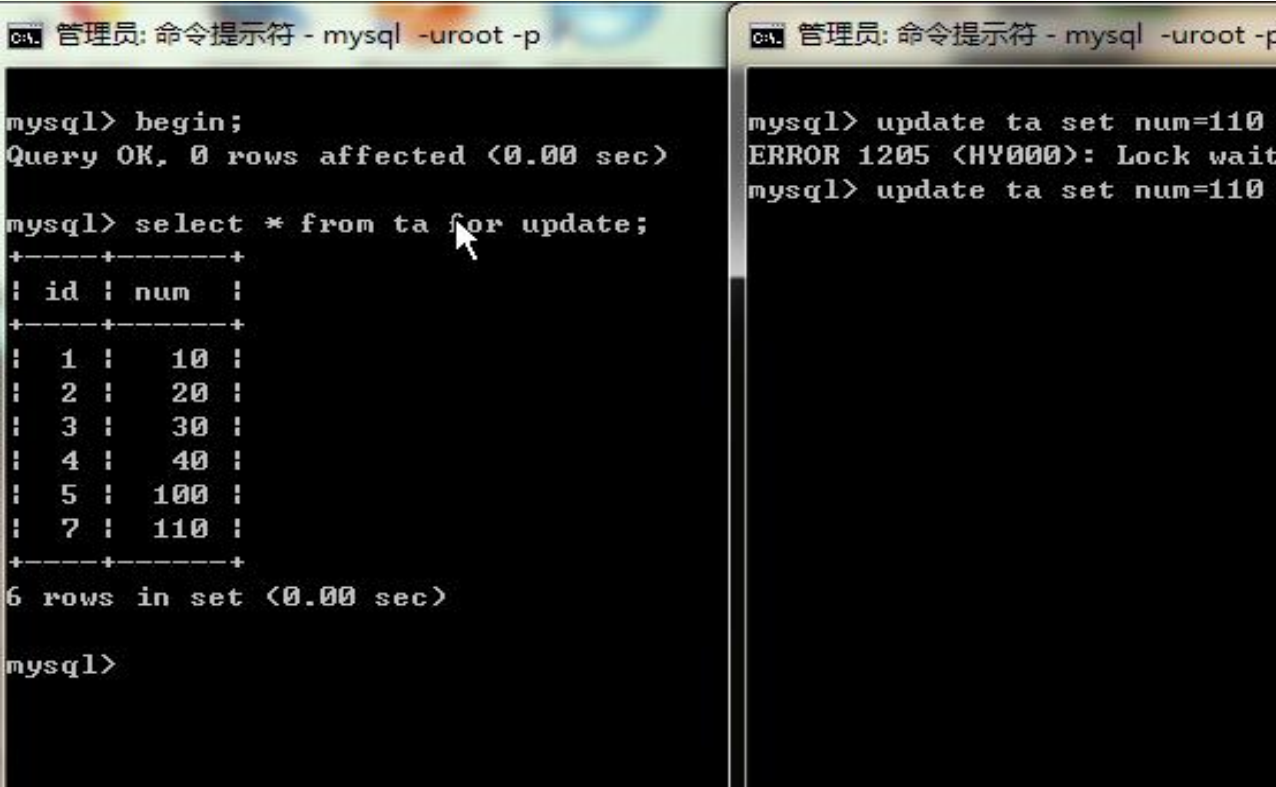 管理员: 命令提示符 - mysql -uroot -p
mysql> begin;
Query OK, 0 rows affected (0.00 sec)
mysql> select * from ta for update;
+----+------+
| id | num  |
+----+------+
|  1 |   10 |
|  2 |   20 |
|  3 |   30 |
|  4 |   40 |
|  5 |  100 |
|  7 |  110 |
+----+------+
6 rows in set (0.00 sec)
mysql>
管理员: 命令提示符 - mysql -uroot -p
mysql> update ta set num=110
ERROR 1205 (HY000): Lock wait
mysql> update ta set num=110